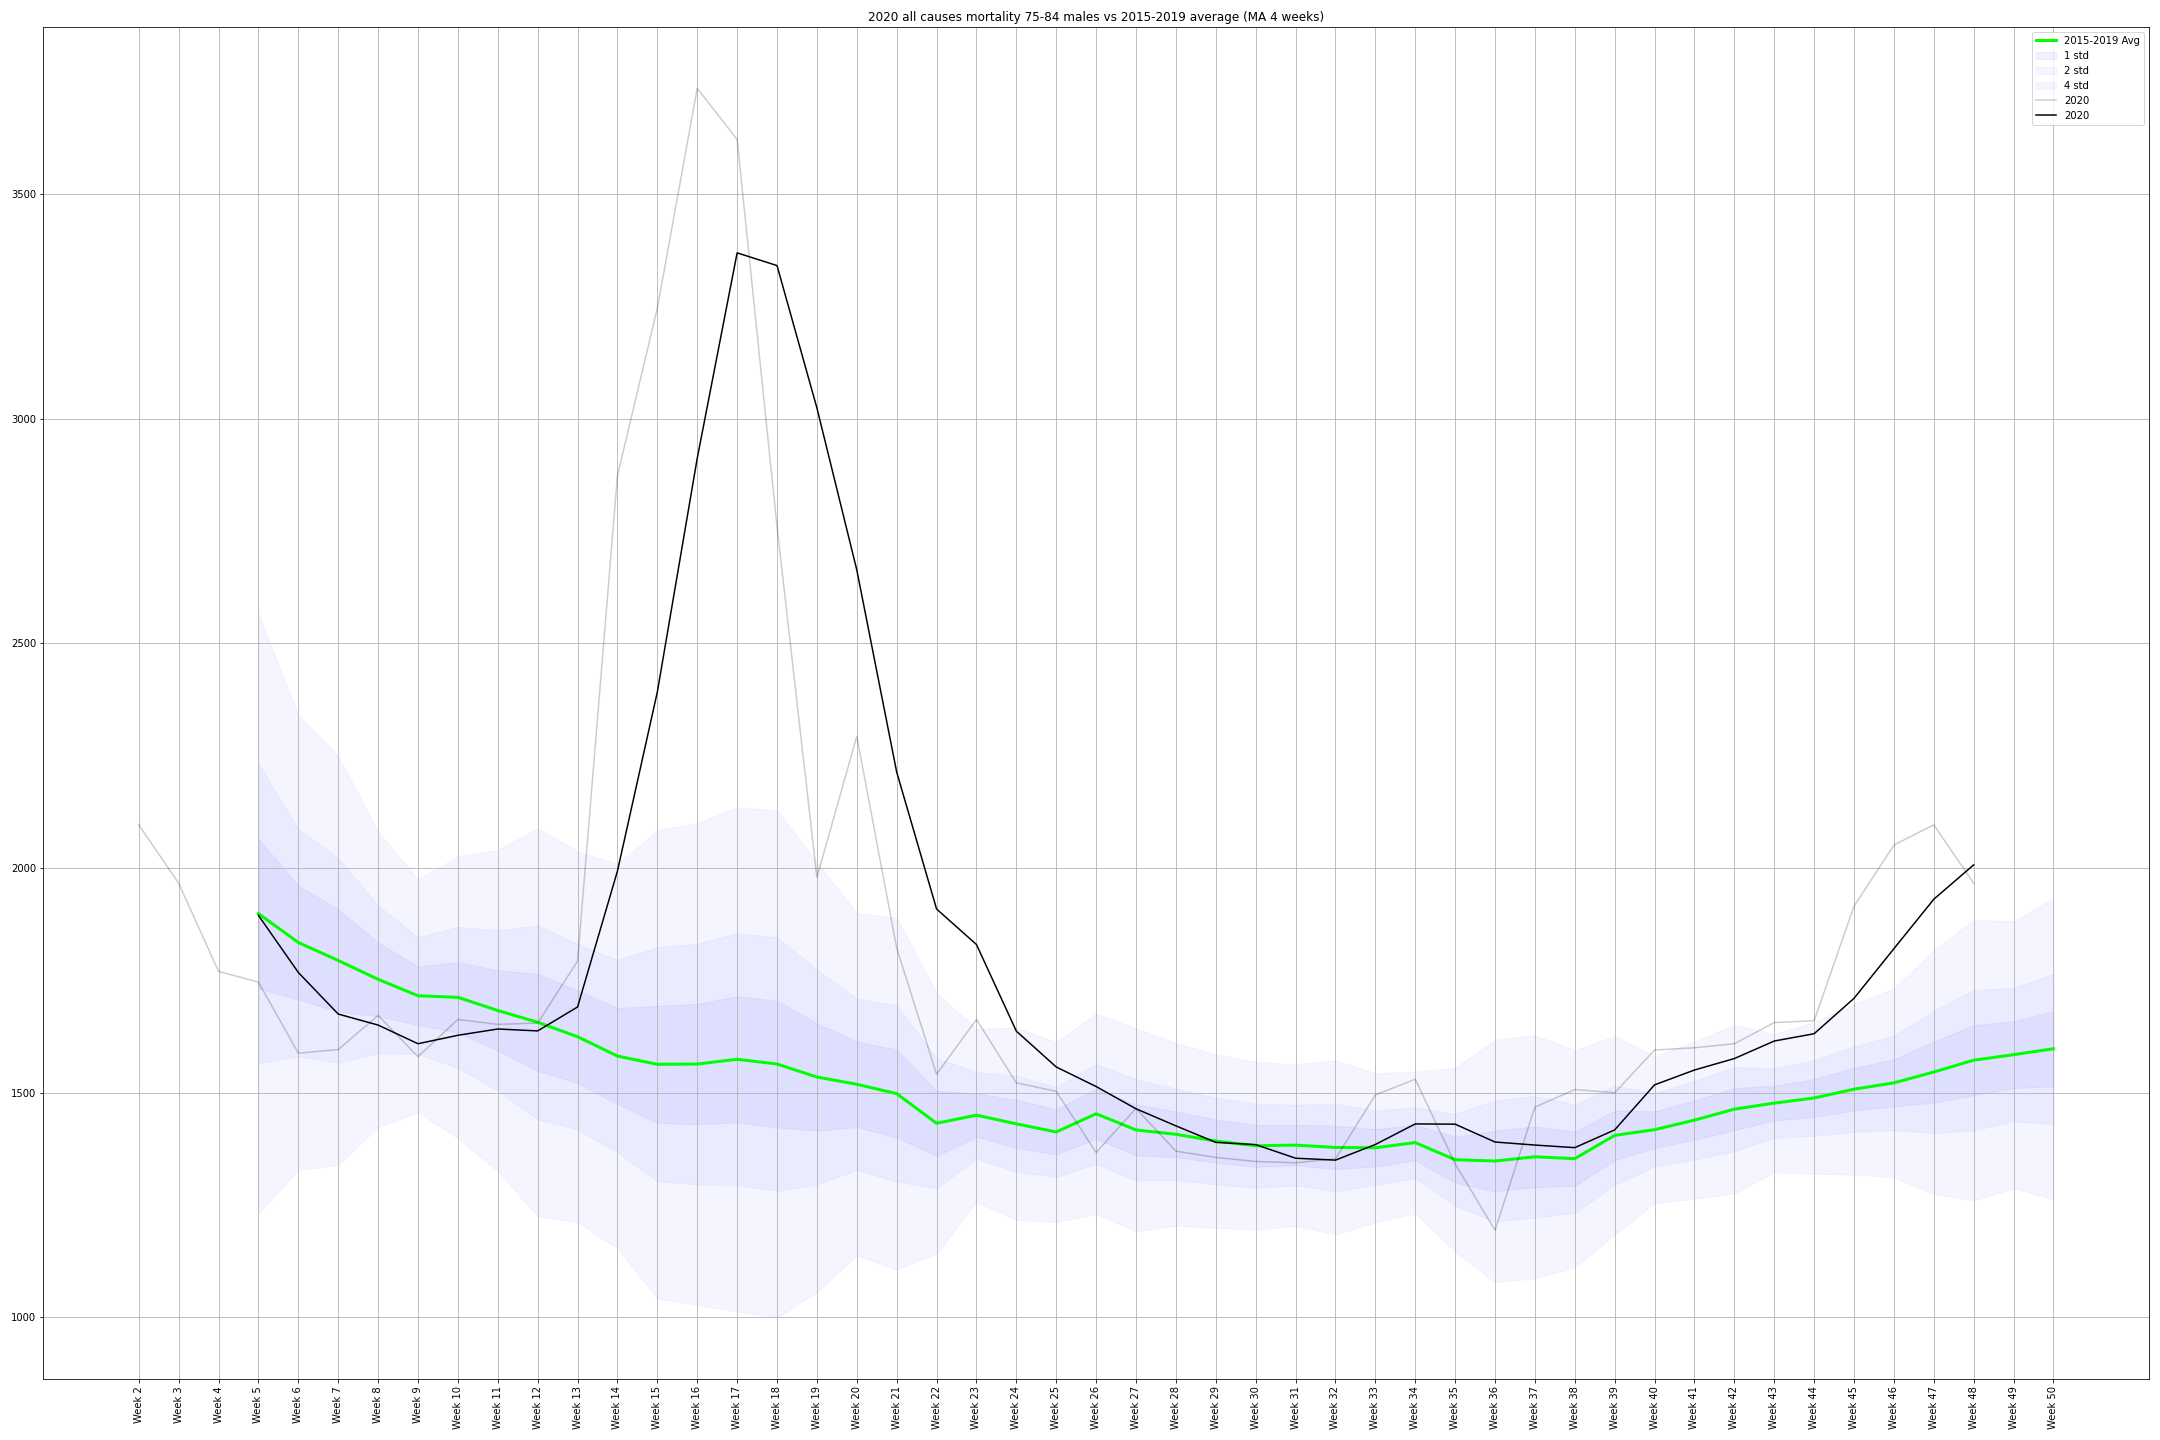 2020 all causes mortality 75-84 males vs 2015-2019 average (MA 4 weeks)
2015-2019 Avg
1 std
2 std
4 std
2020
2020
3500
3000
2500
2000
1500
1000
Week 2
Week 3
Week 4
Week 5
Week 6
Week 7
Week 8
Week 9
Week 10
Week 11
Week 12
Week 13
Week 14
Week 15
Week 16
Week 17
Week 18
Week 19
Week 20
Week 21
Week 22
Week 23
Week 24
Week 25
Week 26
Week 27
Week 28
Week 29
Week 30
Week 31
Week 32
Week 33
Week 34
Week 35
Week 36
Week 37
Week 38
Week 39
Week 40
Week 41
Week 42
Week 43
Week 44
Week 45
Week 46
Week 47
Week 48
Week 49
Week 50